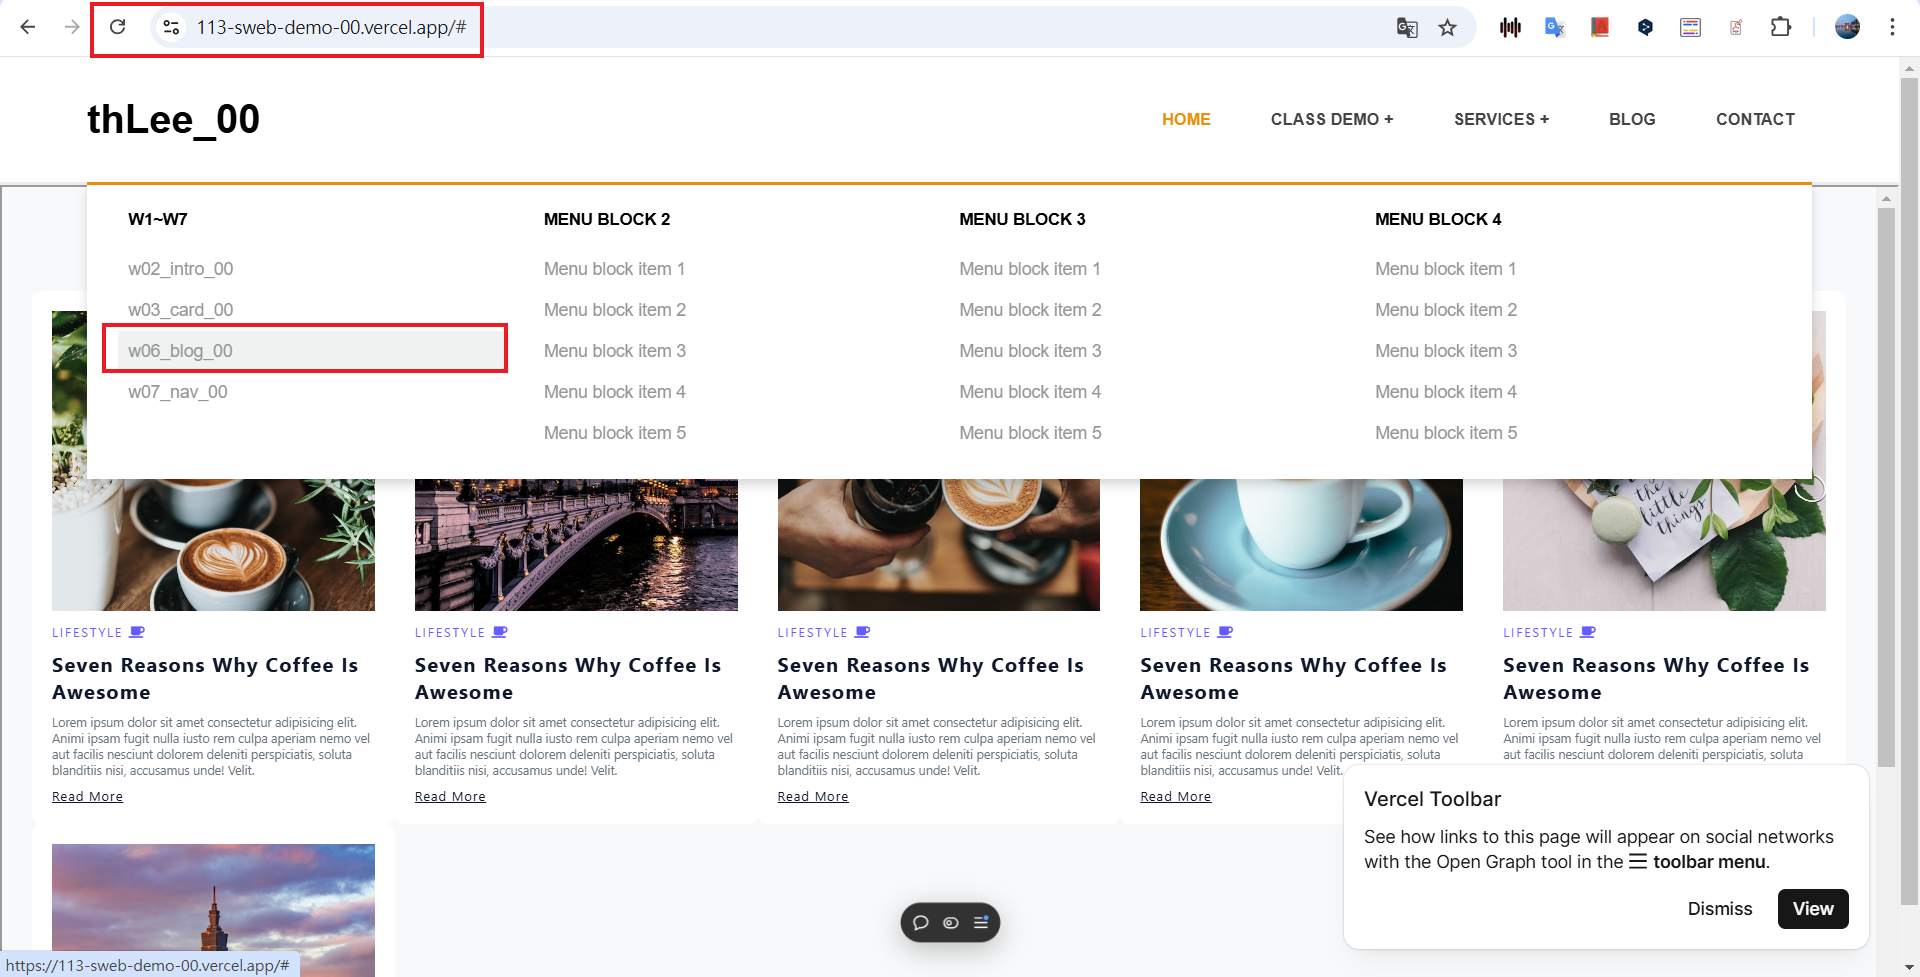 113-sweb-demo-00.vercel.app/#
thLee_00
HOME
CLASS DEMO +
SERVICES +
BLOG
CONTACT
W1~W7
w02_intro_00
w03_card_00
w06_blog_00
w07_nav_00
MENU BLOCK 2
Menu block item 1
Menu block item 2
Menu block item 3
Menu block item 4
Menu block item 5
MENU BLOCK 3
Menu block item 1
Menu block item 2
Menu block item 3
Menu block item 4
Menu block item 5
MENU BLOCK 4
Menu block item 1
Menu block item 2
Menu block item 3
Menu block item 4
Menu block item 5
the
little
things
LIFESTYLE
Seven Reasons Why Coffee Is
Awesome
Lorem ipsum dolor sit amet consectetur adipisicing elit.
Animi ipsam fugit nulla iusto rem culpa aperiam nemo vel
aut facilis nesciunt dolorem deleniti perspiciatis, soluta
blanditiis nisi, accusamus unde! Velit.
Read More
LIFESTYLE
Seven Reasons Why Coffee Is
Awesome
Lorem ipsum dolor sit amet consectetur adipisicing elit.
Animi ipsam fugit nulla iusto rem culpa aperiam nemo vel
aut facilis nesciunt dolorem deleniti perspiciatis, soluta
blanditiis nisi, accusamus unde! Velit.
Read More
LIFESTYLE
Seven Reasons Why Coffee Is
Awesome
Lorem ipsum dolor sit amet consectetur adipisicing elit.
Animi ipsam fugit nulla iusto rem culpa aperiam nemo vel
aut facilis nesciunt dolorem deleniti perspiciatis, soluta
blanditiis nisi, accusamus unde! Velit.
Read More
LIFESTYLE
Seven Reasons Why Coffee Is
Awesome
Lorem ipsum dolor sit amet consectetur adipisicing elit.
Animi ipsam fugit nulla iusto rem culpa aperiam nemo vel
aut facilis nesciunt dolorem deleniti perspiciatis, soluta
blanditiis nisi, accusamus unde! Velit.
Read More
LIFESTYLE
Seven Reasons Why Coffee Is
Awesome
Lorem ipsum dolor sit amet consectetur adipisicing elit.
Animi ipsam fugit nulla iusto rem culpa aperiam nemo vel
aut facilis nesciunt dolorem deleniti perspiciatis, soluta
Vercel Toolbar
See how links to this page will appear on social networks
with the Open Graph tool in the toolbar menu.
Dismiss
View
https://113-sweb-demo-00.vercel.app/#